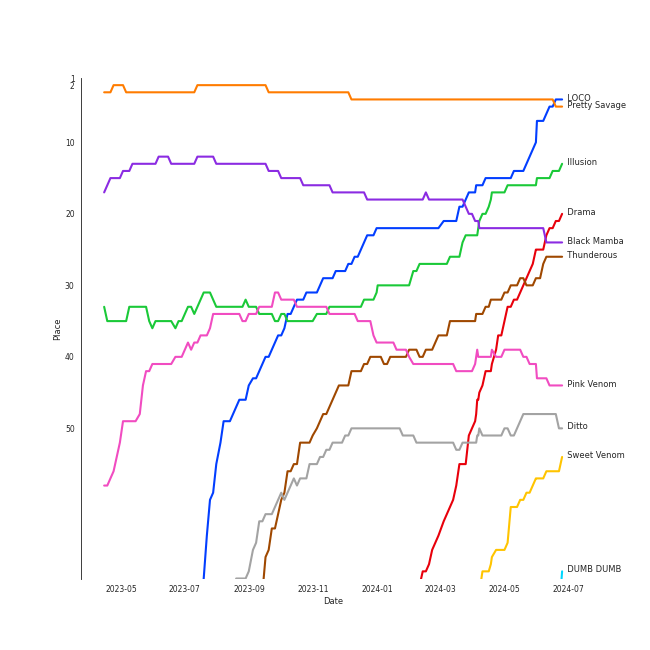 1
2
10
20
30
40
50
Place
LOCO
Pretty Savage
Illusion
Drama
Black Mamba
Thunderous
Pink Venom
Ditto
Sweet Venom
DUMB DUMB
2023-05 2023-07 2023-09 2023-11 2024-01 2024-03 2024-05 2024-07
Date